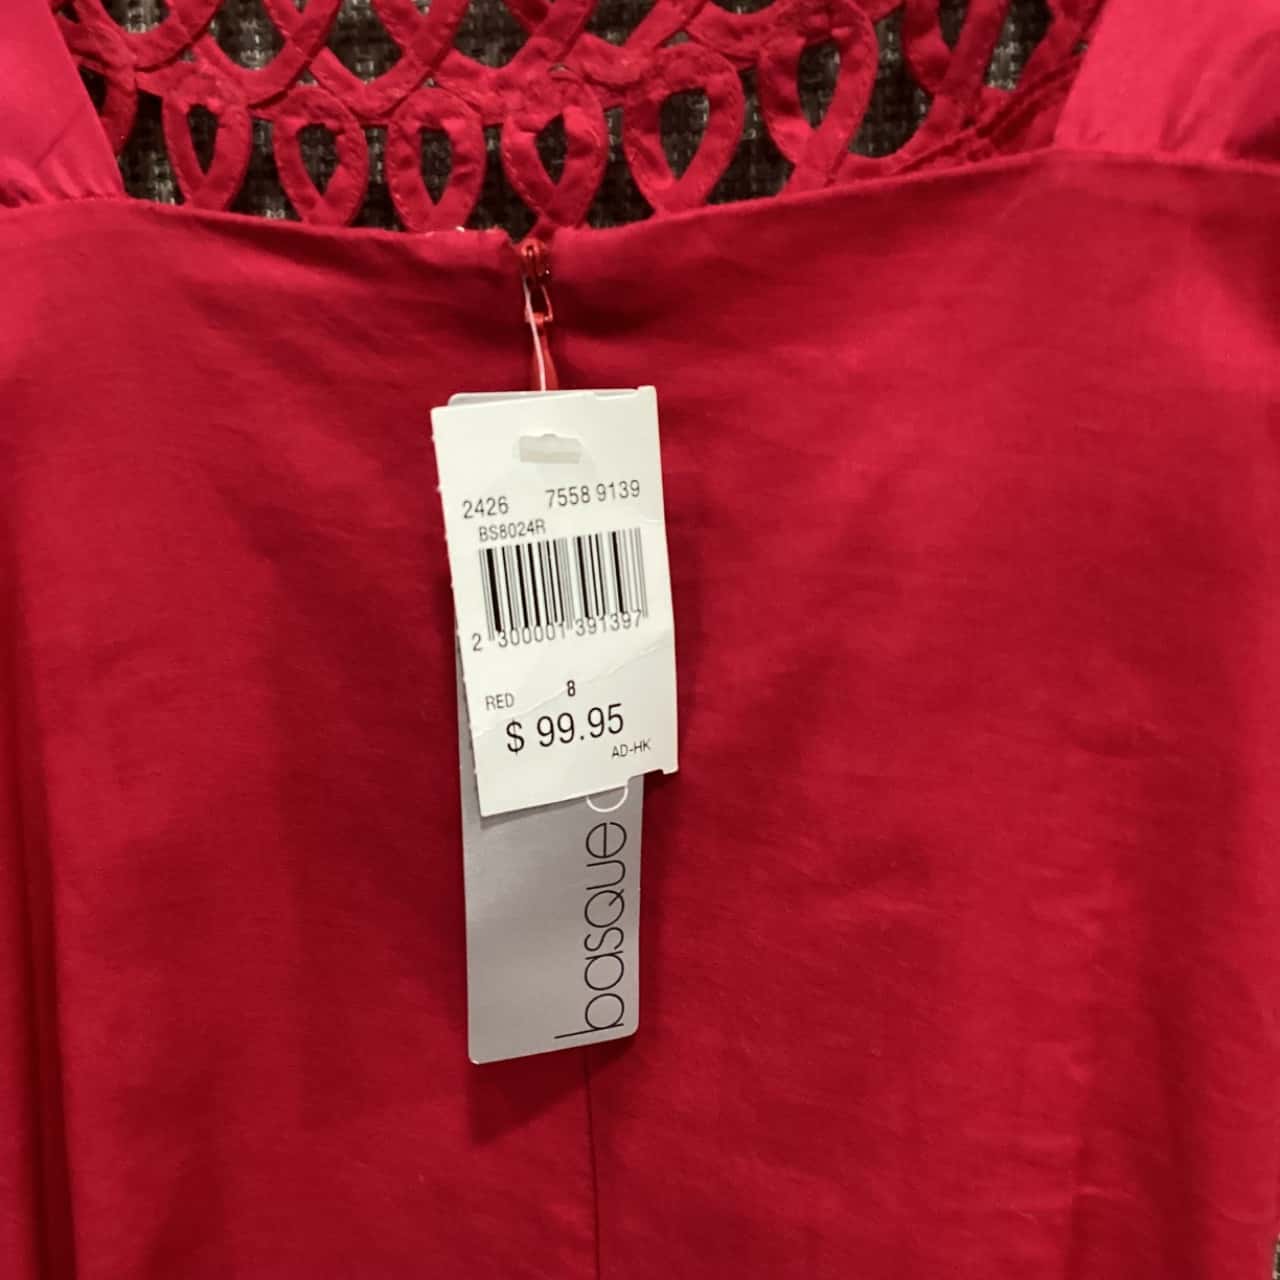 2426 7558 9139
BS8024R
2 300001 391397
RED 8
$ 99.95
AD-HK
basque